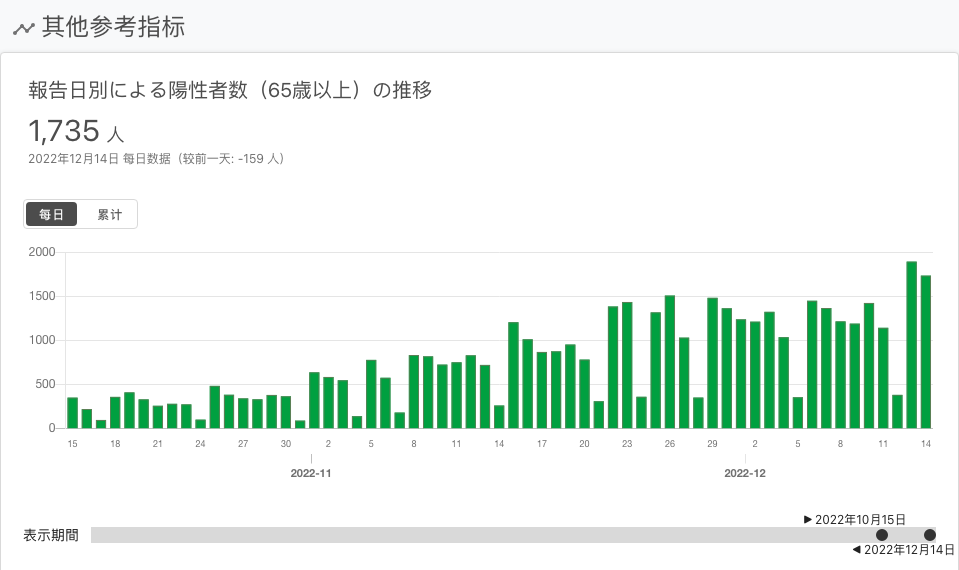 其他参考指标
報告日別による陽性者数（65歳以上）の推移
1,735 人
2022年12月14日 每日数据（较前一天: -159 人）
每日 累计
2000
1500
1000
500
0
15 18 21 24 27 30 2 5 8 11 14 17 20 23 26 29 2 5 8 11 14
2022-11 2022-12
2022年10月15日
表示期間
2022年12月14日